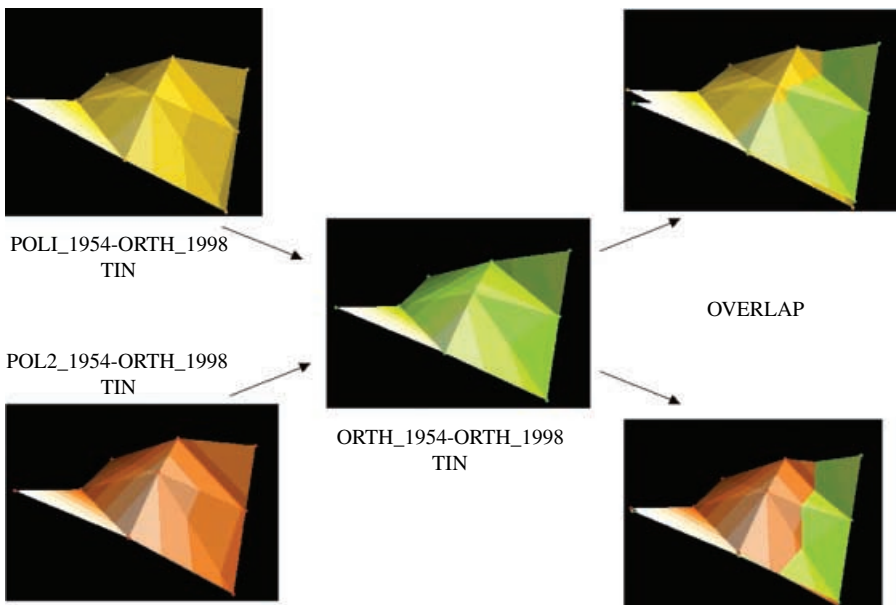 POLI_1954-ORTH_1998
TIN
POL2_1954-ORTH_1998
TIN
ORTH_1954-ORTH_1998
TIN
OVERLAP